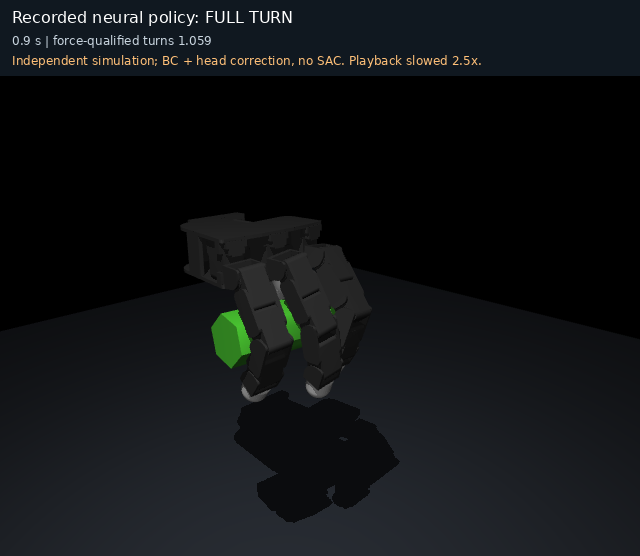 Recorded neural policy: FULL TURN
0.9 s | force-qualified turns 1.059
Independent simulation; BC + head correction, no SAC. Playback slowed 2.5x.